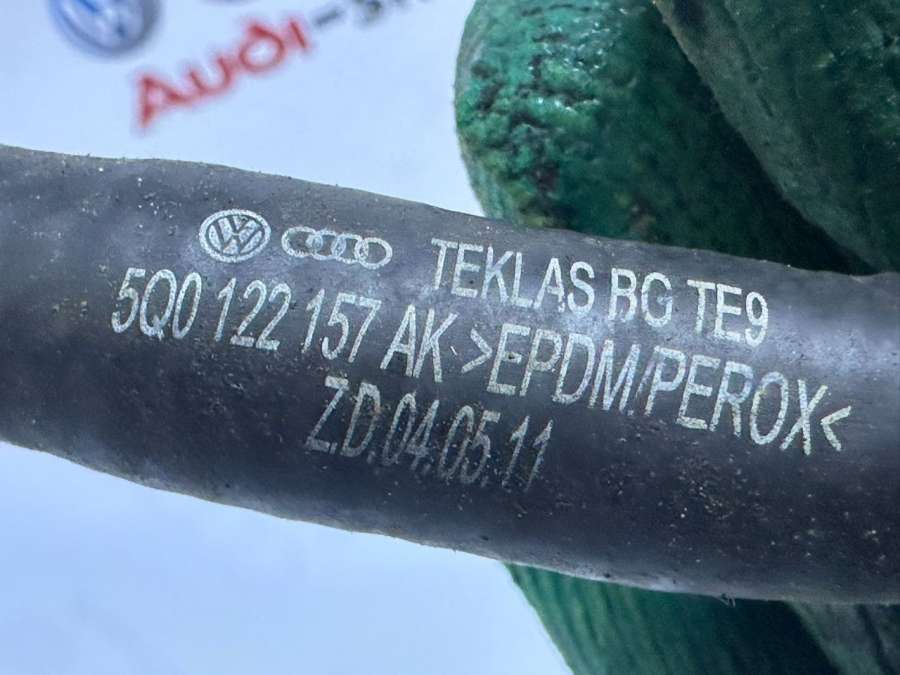 Audi-
TEKLAS BG TE9
5Q0 122 157 AK >EPDM/PEROX<
Z.D.04.05.11